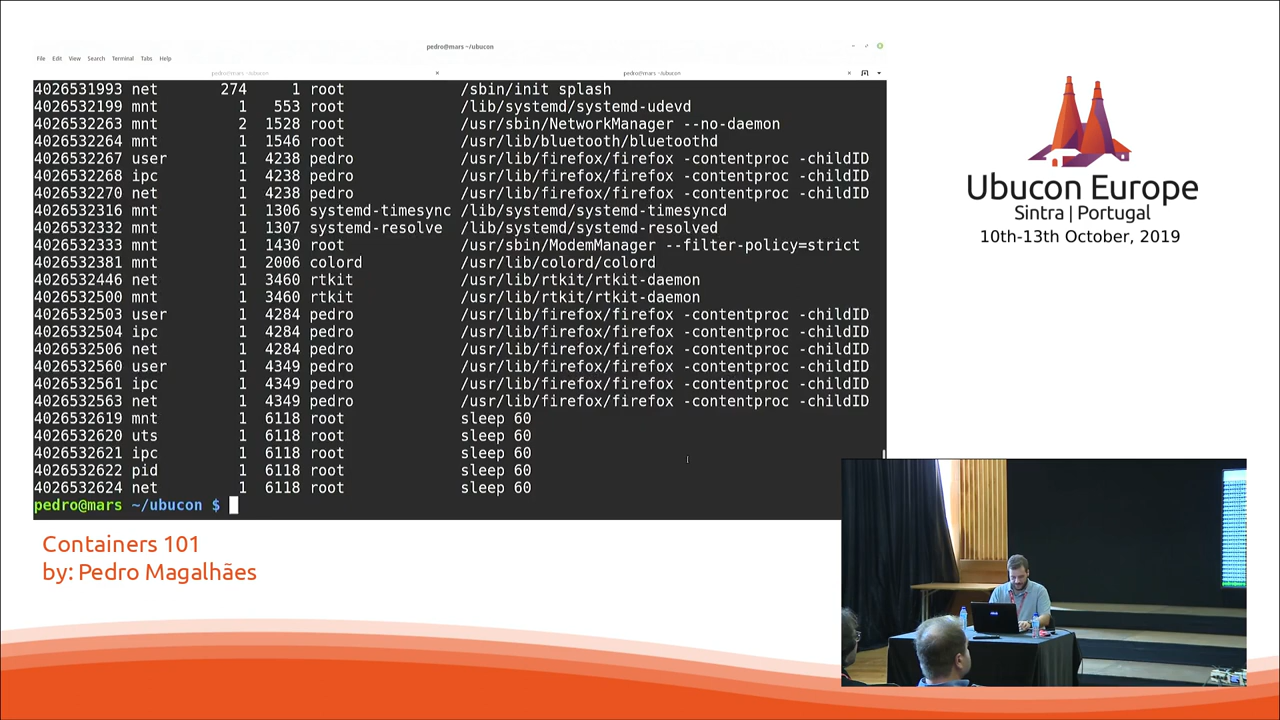 pedro@mars ~/ubucon
File Edit View Search Terminal Tabs Help
pedro@mars ~/ubucon pedro@mars ~/ubucon
4026531993 net 274 1 root /sbin/init splash
4026532199 mnt 1 553 root /lib/systemd/systemd-udevd
4026532263 mnt 2 1528 root /usr/sbin/NetworkManager --no-daemon
4026532264 mnt 1 1546 root /usr/lib/bluetooth/bluetoothd
4026532267 user 1 4238 pedro /usr/lib/firefox/firefox -contentproc -childID
4026532268 ipc 1 4238 pedro /usr/lib/firefox/firefox -contentproc -childID
4026532270 net 1 4238 pedro /usr/lib/firefox/firefox -contentproc -childID
4026532316 mnt 1 1306 systemd-timesync /lib/systemd/systemd-timesyncd
4026532332 mnt 1 1307 systemd-resolve /lib/systemd/systemd-resolved
4026532333 mnt 1 1430 root /usr/sbin/ModemManager --filter-policy=strict
4026532381 mnt 1 2006 colord /usr/lib/colord/colord
4026532446 net 1 3460 rtkit /usr/lib/rtkit/rtkit-daemon
4026532500 mnt 1 3460 rtkit /usr/lib/rtkit/rtkit-daemon
4026532503 user 1 4284 pedro /usr/lib/firefox/firefox -contentproc -childID
4026532504 ipc 1 4284 pedro /usr/lib/firefox/firefox -contentproc -childID
4026532506 net 1 4284 pedro /usr/lib/firefox/firefox -contentproc -childID
4026532560 user 1 4349 pedro /usr/lib/firefox/firefox -contentproc -childID
4026532561 ipc 1 4349 pedro /usr/lib/firefox/firefox -contentproc -childID
4026532563 net 1 4349 pedro /usr/lib/firefox/firefox -contentproc -childID
4026532619 mnt 1 6118 root sleep 60
4026532620 uts 1 6118 root sleep 60
4026532621 ipc 1 6118 root sleep 60
4026532622 pid 1 6118 root sleep 60
4026532624 net 1 6118 root sleep 60
pedro@mars ~/ubucon $
Ubucon Europe
Sintra | Portugal
10th-13th October, 2019
Containers 101
by: Pedro Magalhães